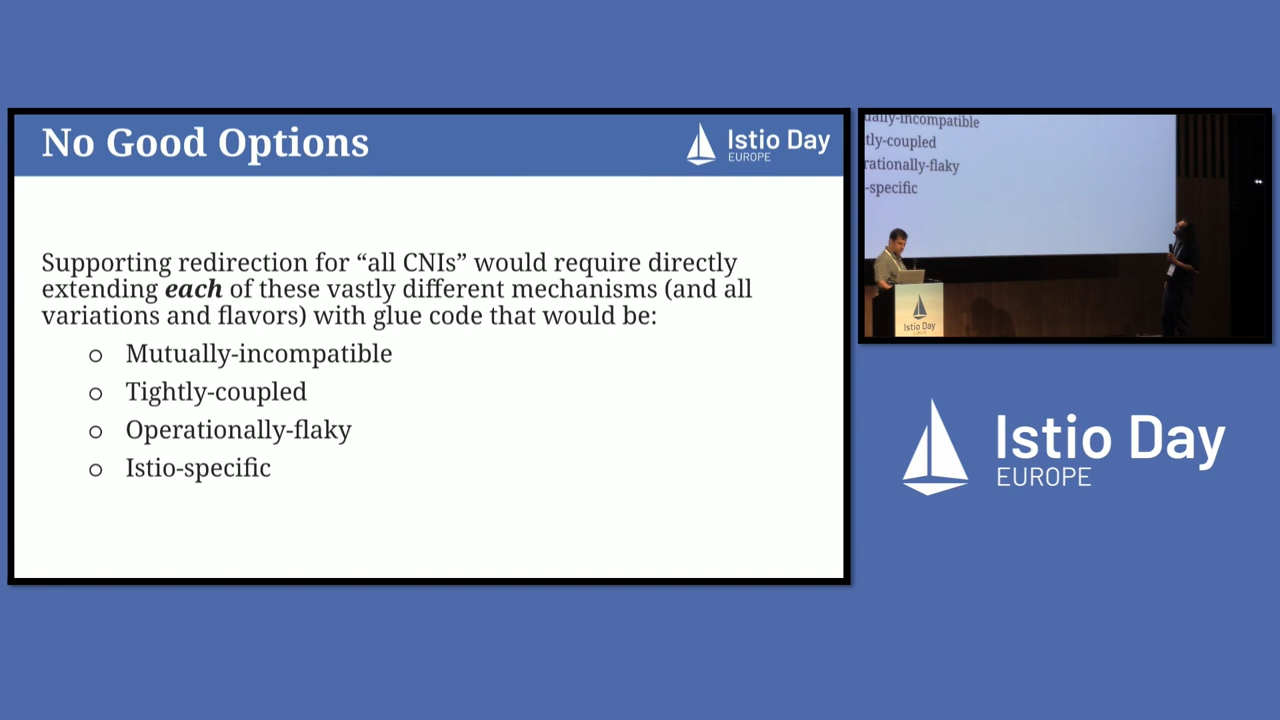 No Good Options
Istio Day
EUROPE
Supporting redirection for “all CNIs” would require directly
extending each of these vastly different mechanisms (and all
variations and flavors) with glue code that would be:
○ Mutually-incompatible
○ Tightly-coupled
○ Operationally-flaky
○ Istio-specific
ually-incompatible
tly-coupled
rationally-flaky
-specific
Istio Day
Istio Day
EUROPE